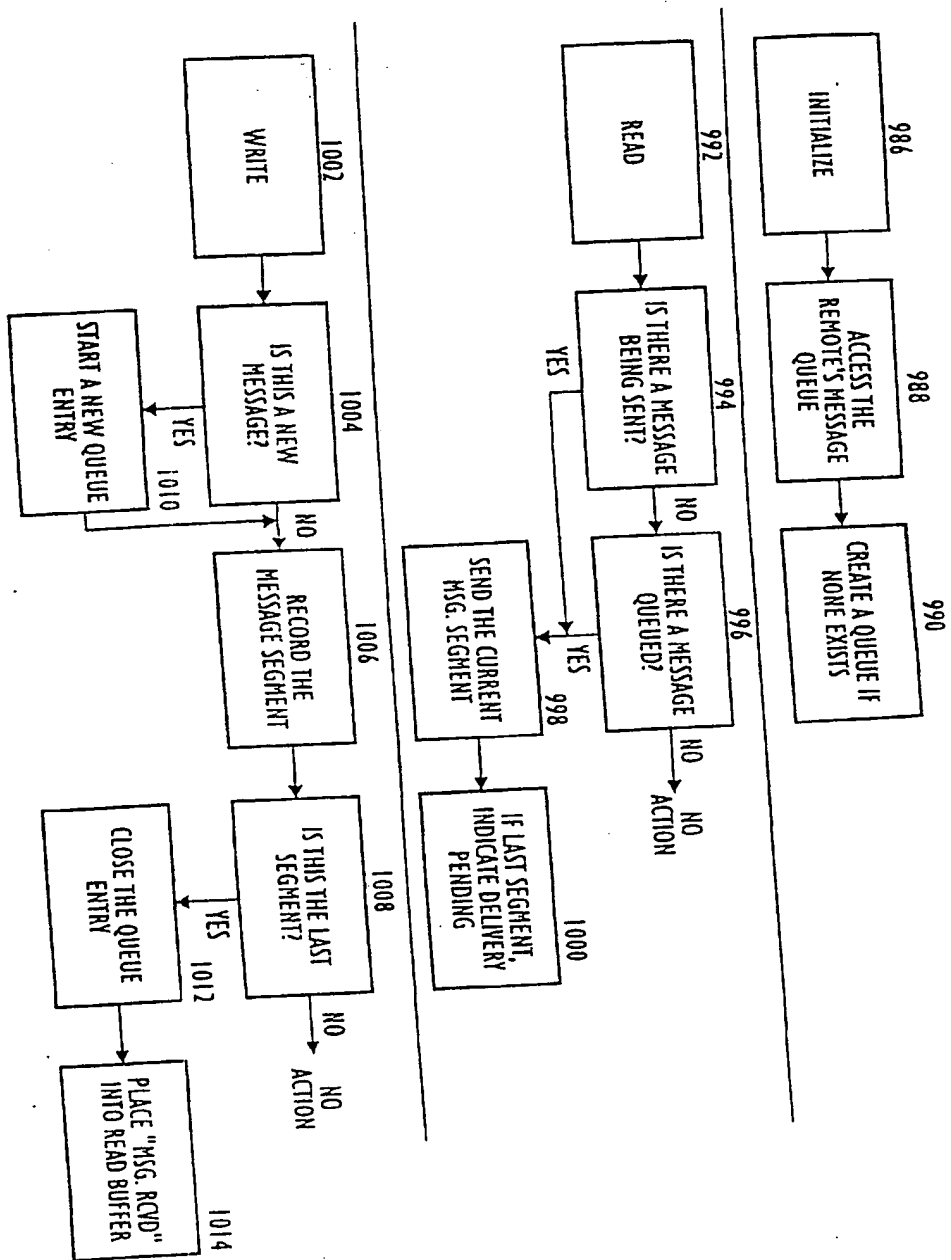 986
INITIALIZE
988
ACCESS THE
REMOTE'S MESSAGE
QUEUE
990
CREATE A QUEUE IF
NONE EXISTS
992
READ
994
IS THERE A MESSAGE
BEING SENT?
YES
NO
996
IS THERE A MESSAGE
QUEUED?
NO
NO
ACTION
YES
998
SEND THE CURRENT
MSG. SEGMENT
1000
IF LAST SEGMENT,
INDICATE DELIVERY
PENDING
1002
WRITE
1004
IS THIS A NEW
MESSAGE?
NO
YES
1010
START A NEW QUEUE
ENTRY
1006
RECORD THE
MESSAGE SEGMENT
1008
IS THIS THE LAST
SEGMENT?
NO
NO
ACTION
YES
1012
CLOSE THE QUEUE
ENTRY
1014
PLACE "MSG. RCVD"
INTO READ BUFFER